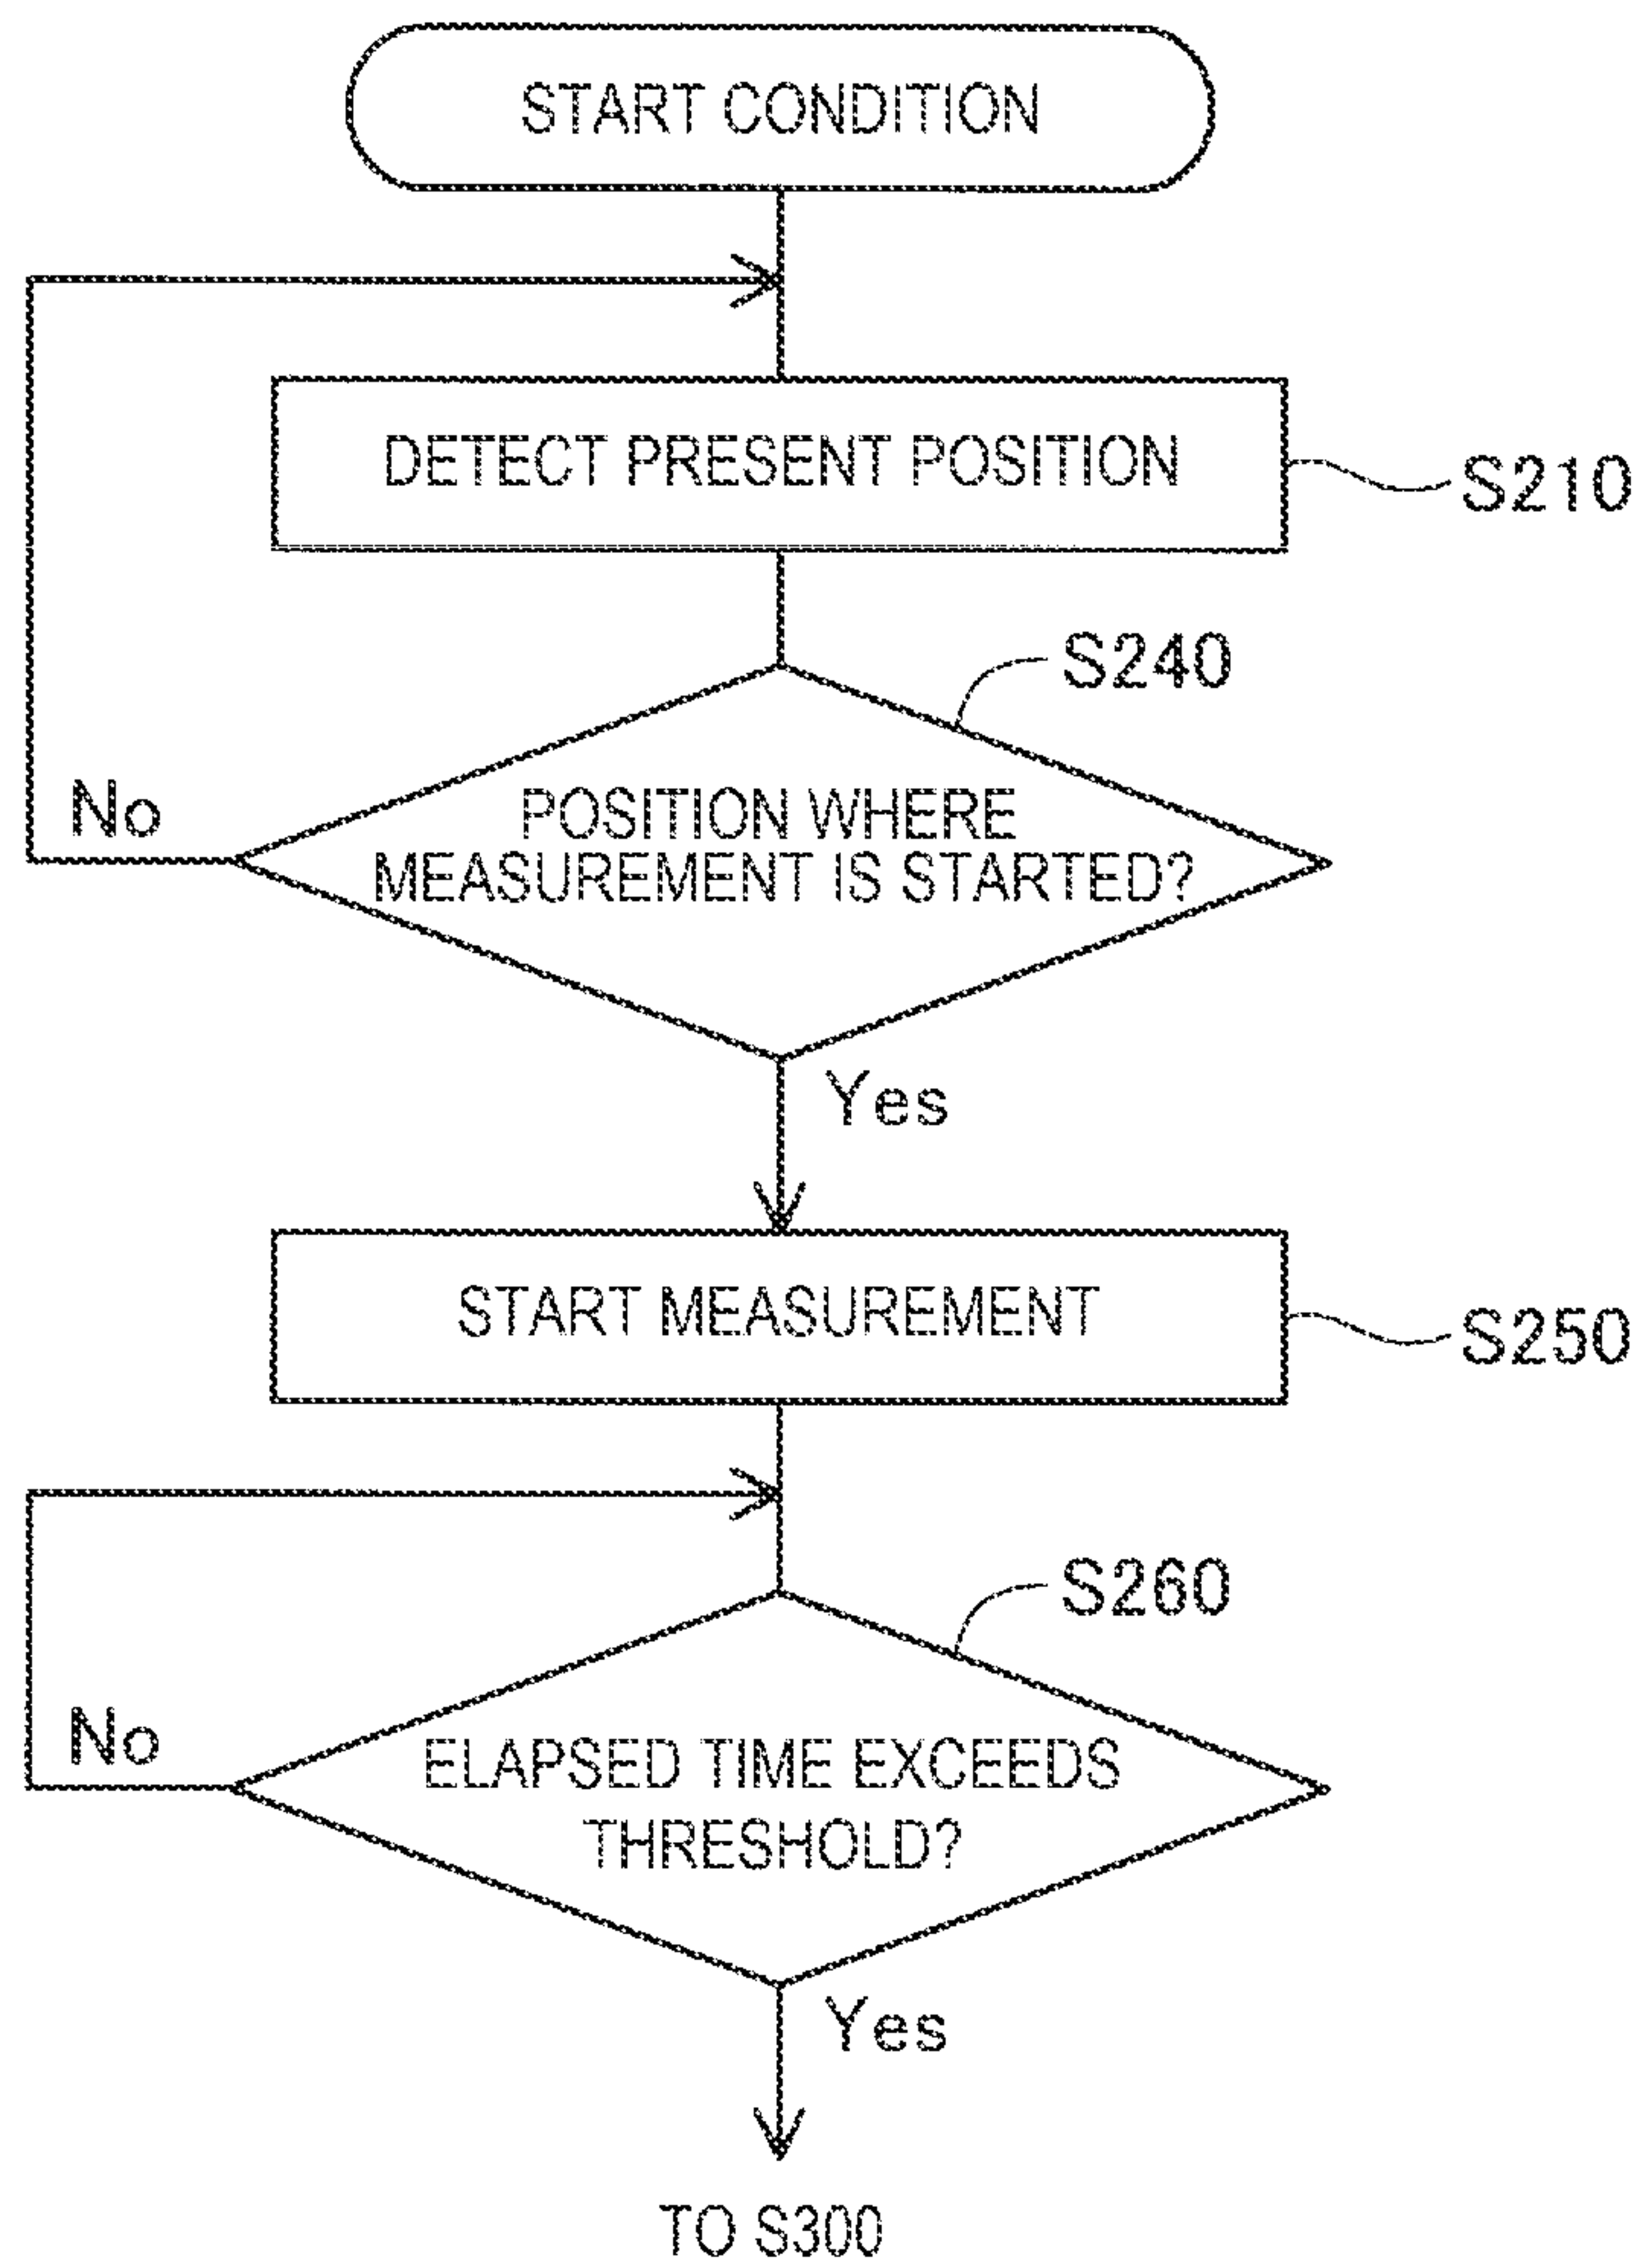 START CONDITION
DETECT PRESENT POSITION
S210
S240
POSITION WHERE
MEASUREMENT IS STARTED?
No
Yes
START MEASUREMENT
S250
S260
ELAPSED TIME EXCEEDS
THRESHOLD?
No
Yes
TO S300